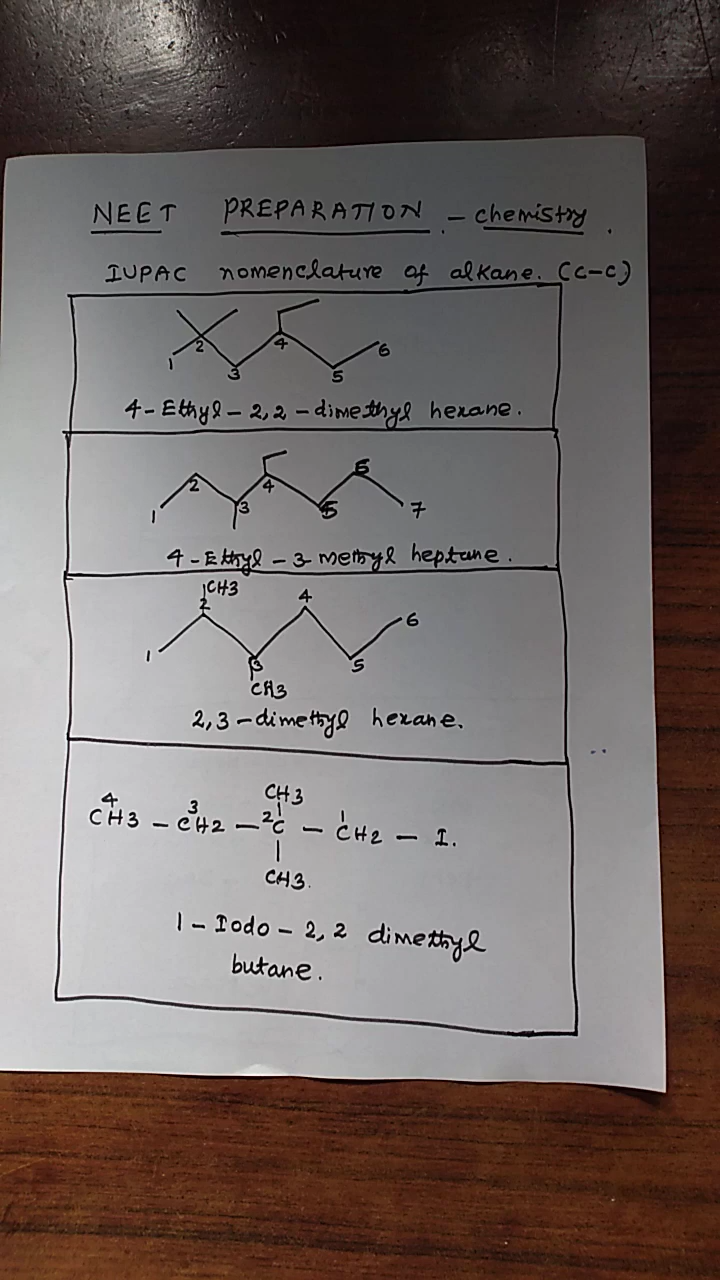 NEET PREPARATION - chemistry.
IUPAC nomenclature of alkane. (C-C)
1 2 3 4 5 6
4-Ethyl-2,2-dimethyl hexane.
1 2 3 4 5 6 7
4-Ethyl-3-methyl heptane.
CH3
1 2 3 4 5 6
CH3
2,3-dimethyl hexane.
CH3
4 3 2 1
CH3 - CH2 - C - CH2 - I.
CH3.
1-Iodo-2,2 dimethyl
butane.